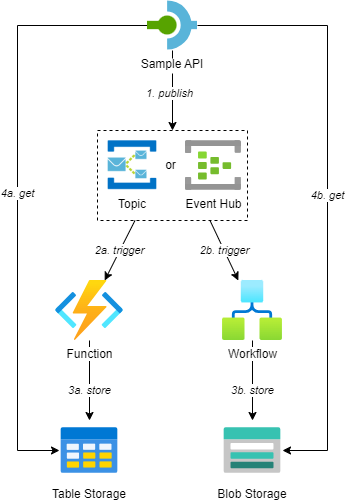 Sample API
1. publish
or
Topic
Event Hub
4a. get
4b. get
2a. trigger
2b. trigger
Function
Workflow
3a. store
3b. store
Table Storage
Blob Storage